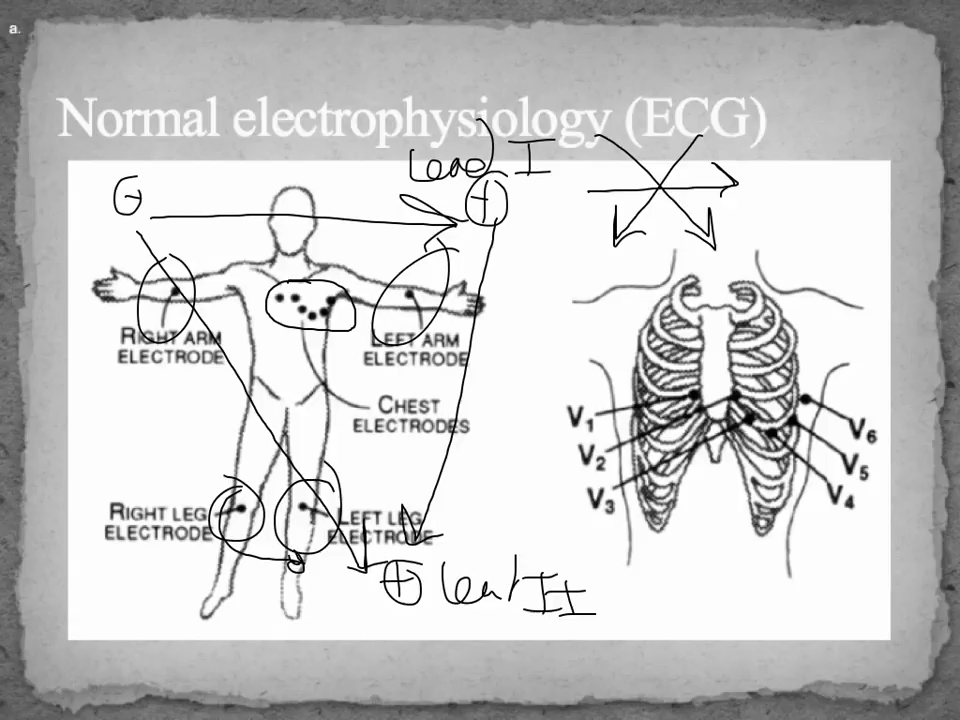 a.
Normal electrophysiology (ECG)
Lead I
RIGHT ARM
ELECTRODE
LEFT ARM
ELECTRODE
CHEST
ELECTRODES
RIGHT LEG
ELECTRODE
LEFT LEG
ELECTRODE
II
V1
V2
V3
V6
V5
V4